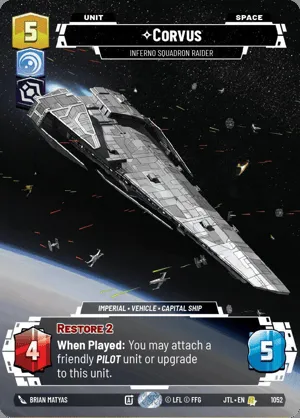 UNIT
SPACE
5
CORVUS
INFERNO SQUADRON RAIDER
IMPERIAL • VEHICLE • CAPITAL SHIP
RESTORE 2
When Played: You may attach a
friendly PILOT unit or upgrade
to this unit.
4
5
BRIAN MATYAS
© LFL © FFG
JTL • EN
1052